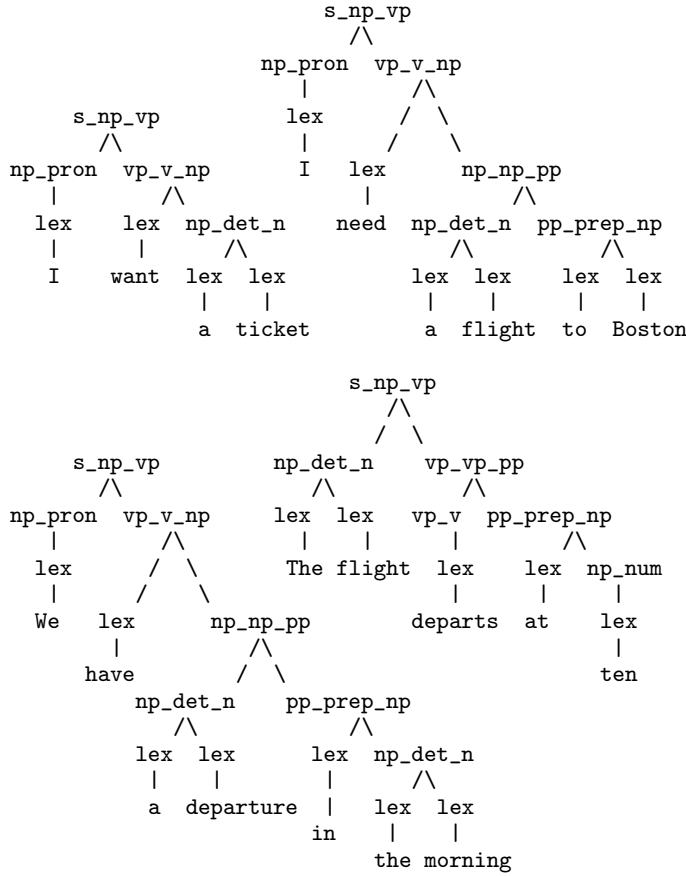 s_np_vp
/\
np_pron vp_v_np
| /\
s_np_vp lex / \
/\ | / \
np_pron vp_v_np I lex np_np_pp
| /\ | /\
lex lex np_det_n need np_det_n pp_prep_np
| | /\ /\ /\
I want lex lex lex lex lex lex
| | | | | |
a ticket a flight to Boston
s_np_vp
/\
/ \
s_np_vp np_det_n vp_vp_pp
/\ /\ /\
np_pron vp_v_np lex lex vp_v pp_prep_np
| /\ | | | /\
lex / \ The flight lex lex np_num
| / \ | | |
We lex np_np_pp departs at lex
| /\ |
have / \ ten
np_det_n pp_prep_np
/\ /\
lex lex lex np_det_n
| | | /\
a departure | lex lex
in | |
the morning